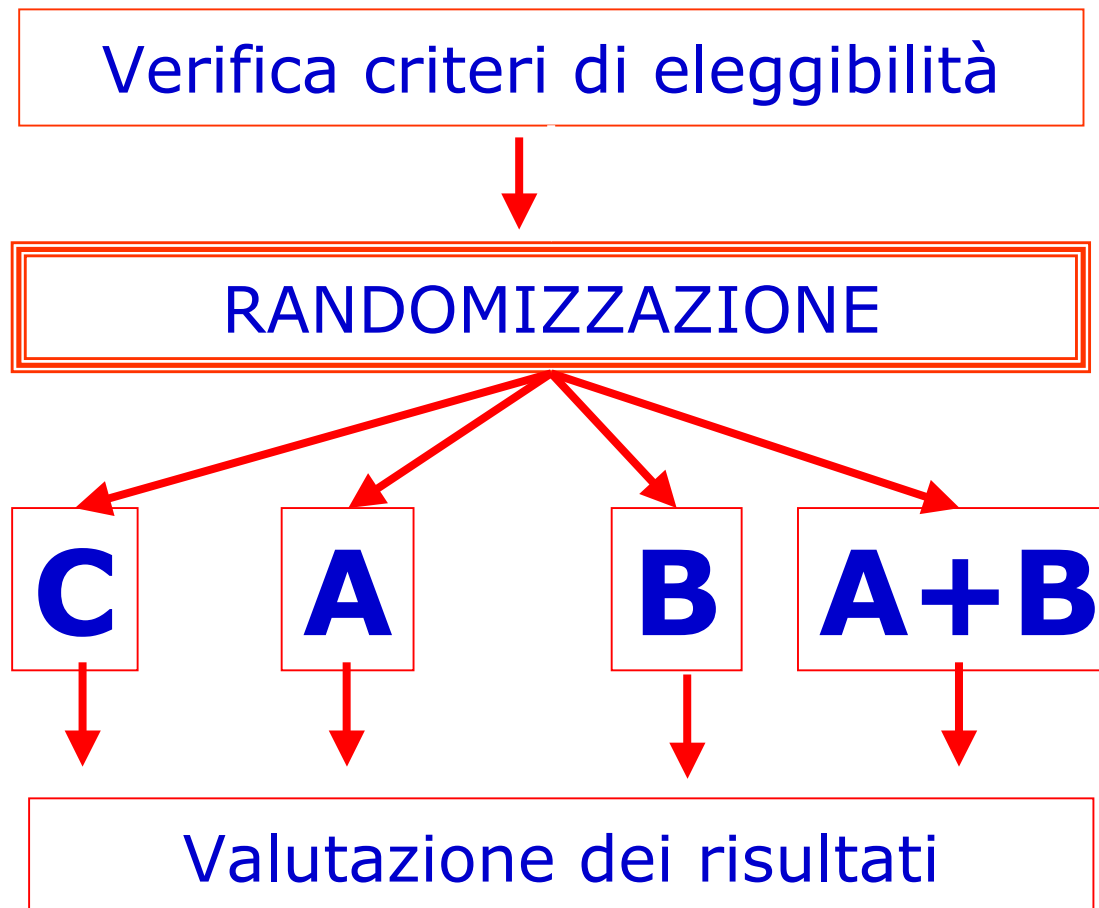 Verifica criteri di eleggibilità
RANDOMIZZAZIONE
C A B A+B
Valutazione dei risultati